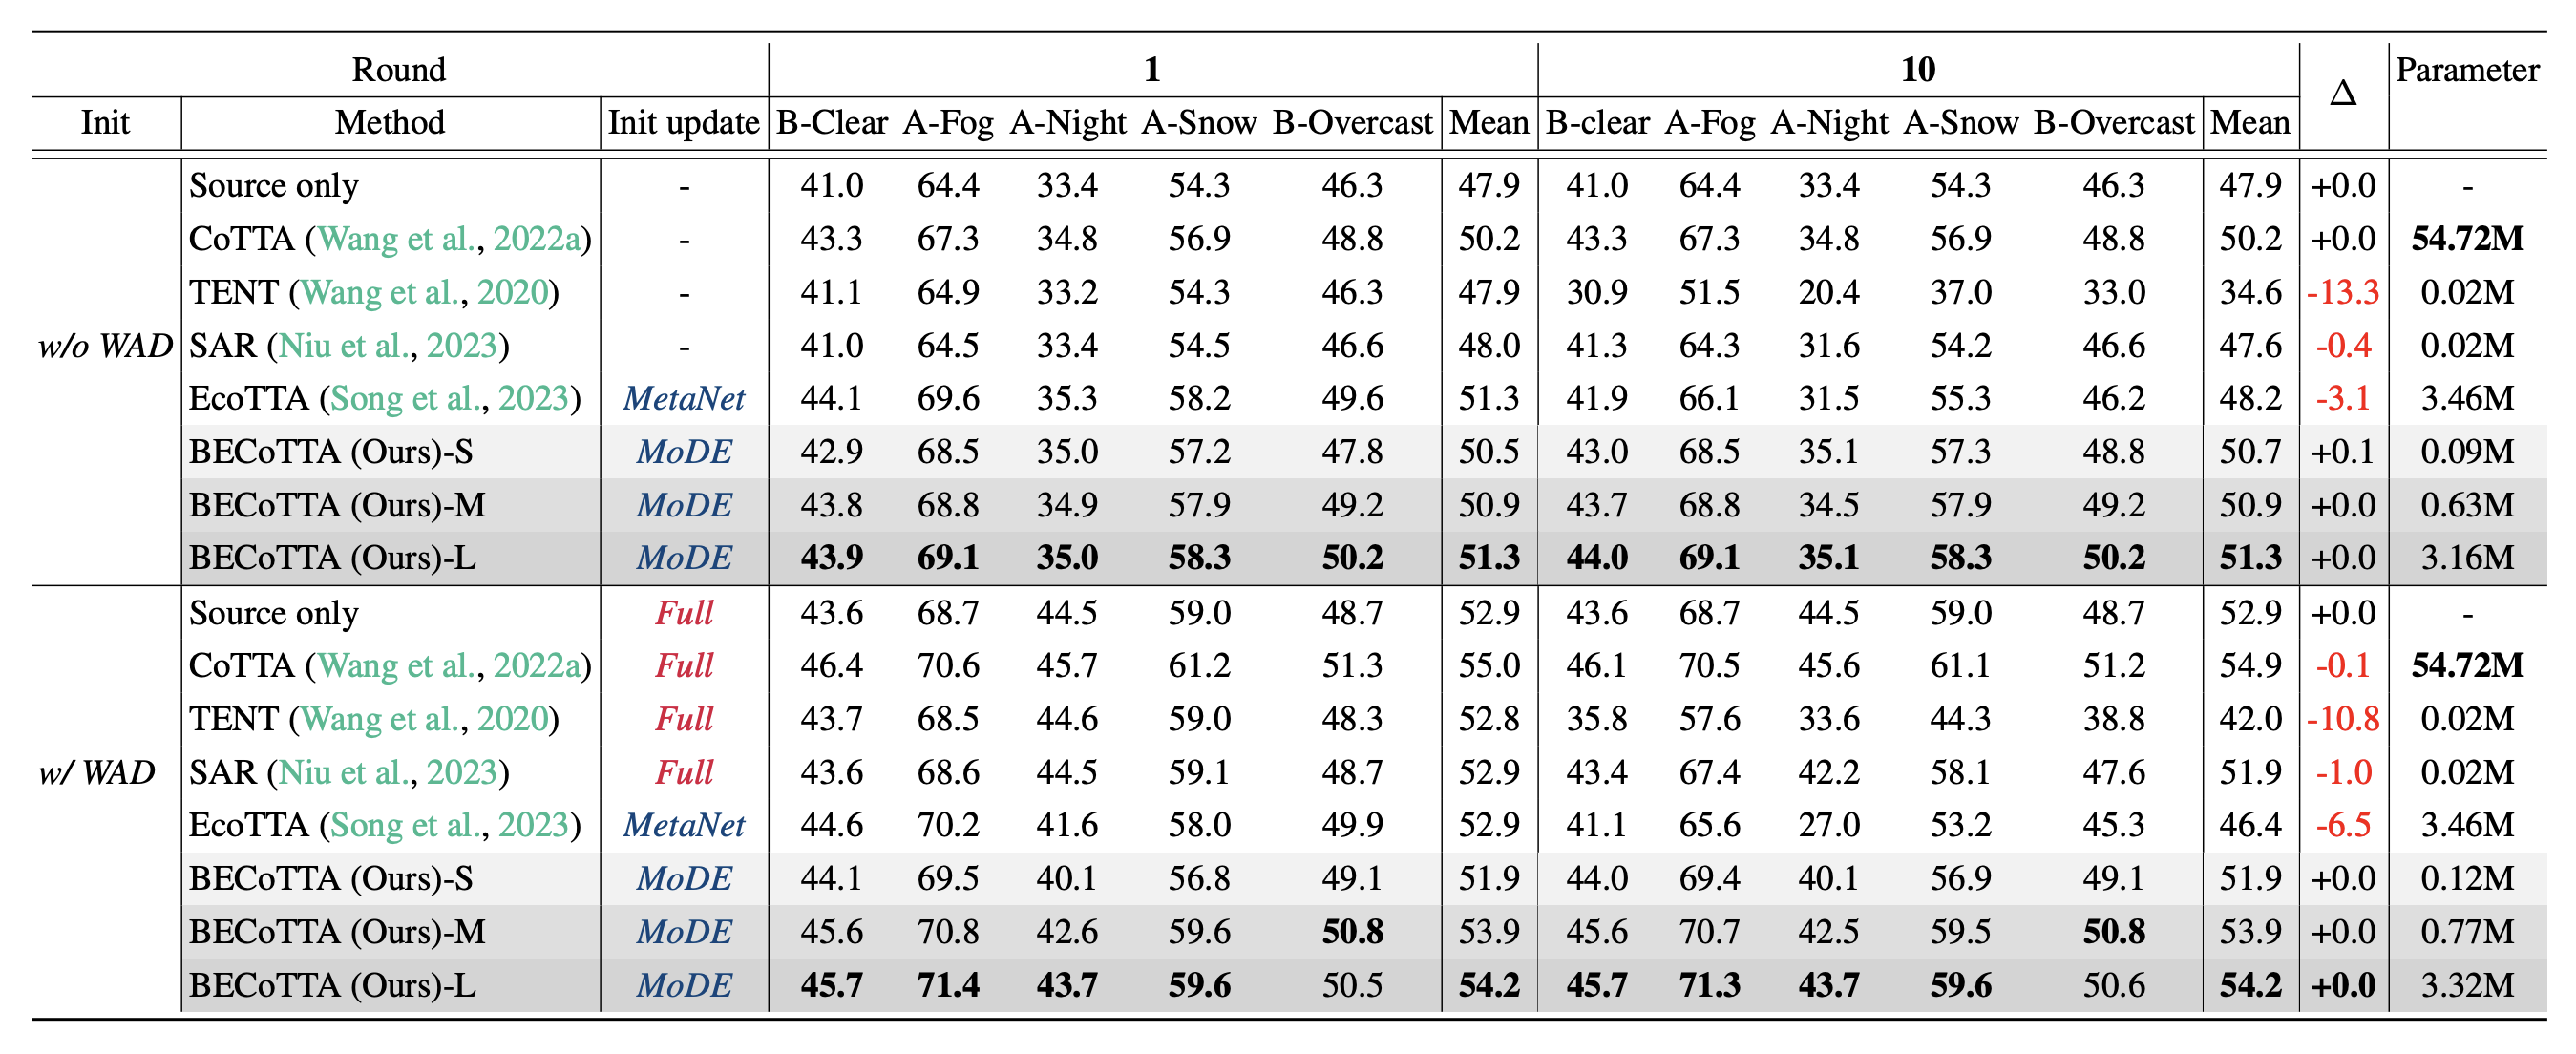 Round 1 10 Δ Parameter
Init Method Init update B-Clear A-Fog A-Night A-Snow B-Overcast Mean B-clear A-Fog A-Night A-Snow B-Overcast Mean
Source only - 41.0 64.4 33.4 54.3 46.3 47.9 41.0 64.4 33.4 54.3 46.3 47.9 +0.0 -
CoTTA (Wang et al., 2022a) - 43.3 67.3 34.8 56.9 48.8 50.2 43.3 67.3 34.8 56.9 48.8 50.2 +0.0 54.72M
TENT (Wang et al., 2020) - 41.1 64.9 33.2 54.3 46.3 47.9 30.9 51.5 20.4 37.0 33.0 34.6 -13.3 0.02M
w/o WAD SAR (Niu et al., 2023) - 41.0 64.5 33.4 54.5 46.6 48.0 41.3 64.3 31.6 54.2 46.6 47.6 -0.4 0.02M
EcoTTA (Song et al., 2023) MetaNet 44.1 69.6 35.3 58.2 49.6 51.3 41.9 66.1 31.5 55.3 46.2 48.2 -3.1 3.46M
BECoTTA (Ours)-S MoDE 42.9 68.5 35.0 57.2 47.8 50.5 43.0 68.5 35.1 57.3 48.8 50.7 +0.1 0.09M
BECoTTA (Ours)-M MoDE 43.8 68.8 34.9 57.9 49.2 50.9 43.7 68.8 34.5 57.9 49.2 50.9 +0.0 0.63M
BECoTTA (Ours)-L MoDE 43.9 69.1 35.0 58.3 50.2 51.3 44.0 69.1 35.1 58.3 50.2 51.3 +0.0 3.16M
Source only Full 43.6 68.7 44.5 59.0 48.7 52.9 43.6 68.7 44.5 59.0 48.7 52.9 +0.0 -
CoTTA (Wang et al., 2022a) Full 46.4 70.6 45.7 61.2 51.3 55.0 46.1 70.5 45.6 61.1 51.2 54.9 -0.1 54.72M
TENT (Wang et al., 2020) Full 43.7 68.5 44.6 59.0 48.3 52.8 35.8 57.6 33.6 44.3 38.8 42.0 -10.8 0.02M
w/ WAD SAR (Niu et al., 2023) Full 43.6 68.6 44.5 59.1 48.7 52.9 43.4 67.4 42.2 58.1 47.6 51.9 -1.0 0.02M
EcoTTA (Song et al., 2023) MetaNet 44.6 70.2 41.6 58.0 49.9 52.9 41.1 65.6 27.0 53.2 45.3 46.4 -6.5 3.46M
BECoTTA (Ours)-S MoDE 44.1 69.5 40.1 56.8 49.1 51.9 44.0 69.4 40.1 56.9 49.1 51.9 +0.0 0.12M
BECoTTA (Ours)-M MoDE 45.6 70.8 42.6 59.6 50.8 53.9 45.6 70.7 42.5 59.5 50.8 53.9 +0.0 0.77M
BECoTTA (Ours)-L MoDE 45.7 71.4 43.7 59.6 50.5 54.2 45.7 71.3 43.7 59.6 50.6 54.2 +0.0 3.32M